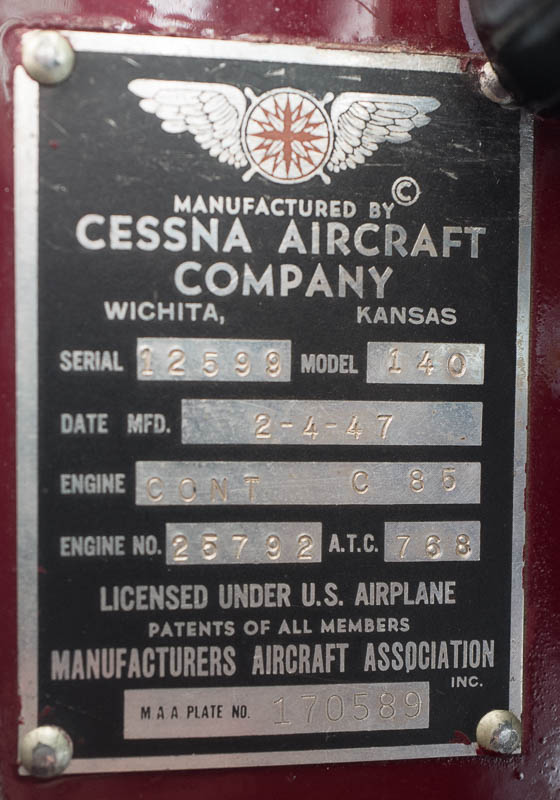 MANUFACTURED BY ©
CESSNA AIRCRAFT
COMPANY
WICHITA, KANSAS
SERIAL 12599 MODEL 140
DATE MFD. 2-4-47
ENGINE CONT C 85
ENGINE NO. 25792 A.T.C. 768
LICENSED UNDER U.S. AIRPLANE
PATENTS OF ALL MEMBERS
MANUFACTURERS AIRCRAFT ASSOCIATION
INC.
M A A PLATE NO. 170589